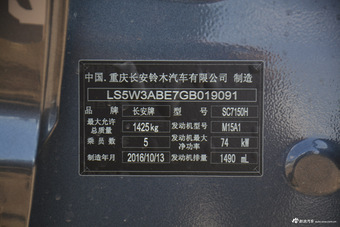 中国.重庆长安铃木汽车有限公司 制造
LS5W3ABE7GB019091
品 牌 长安牌 型 号 SC7150H
最大允许总质量 1425kg 发动机型号 M15A1
乘员数 5 发动机最大净功率 74 kW
制造年月 2016/10/13 发动机排量 1490 mL